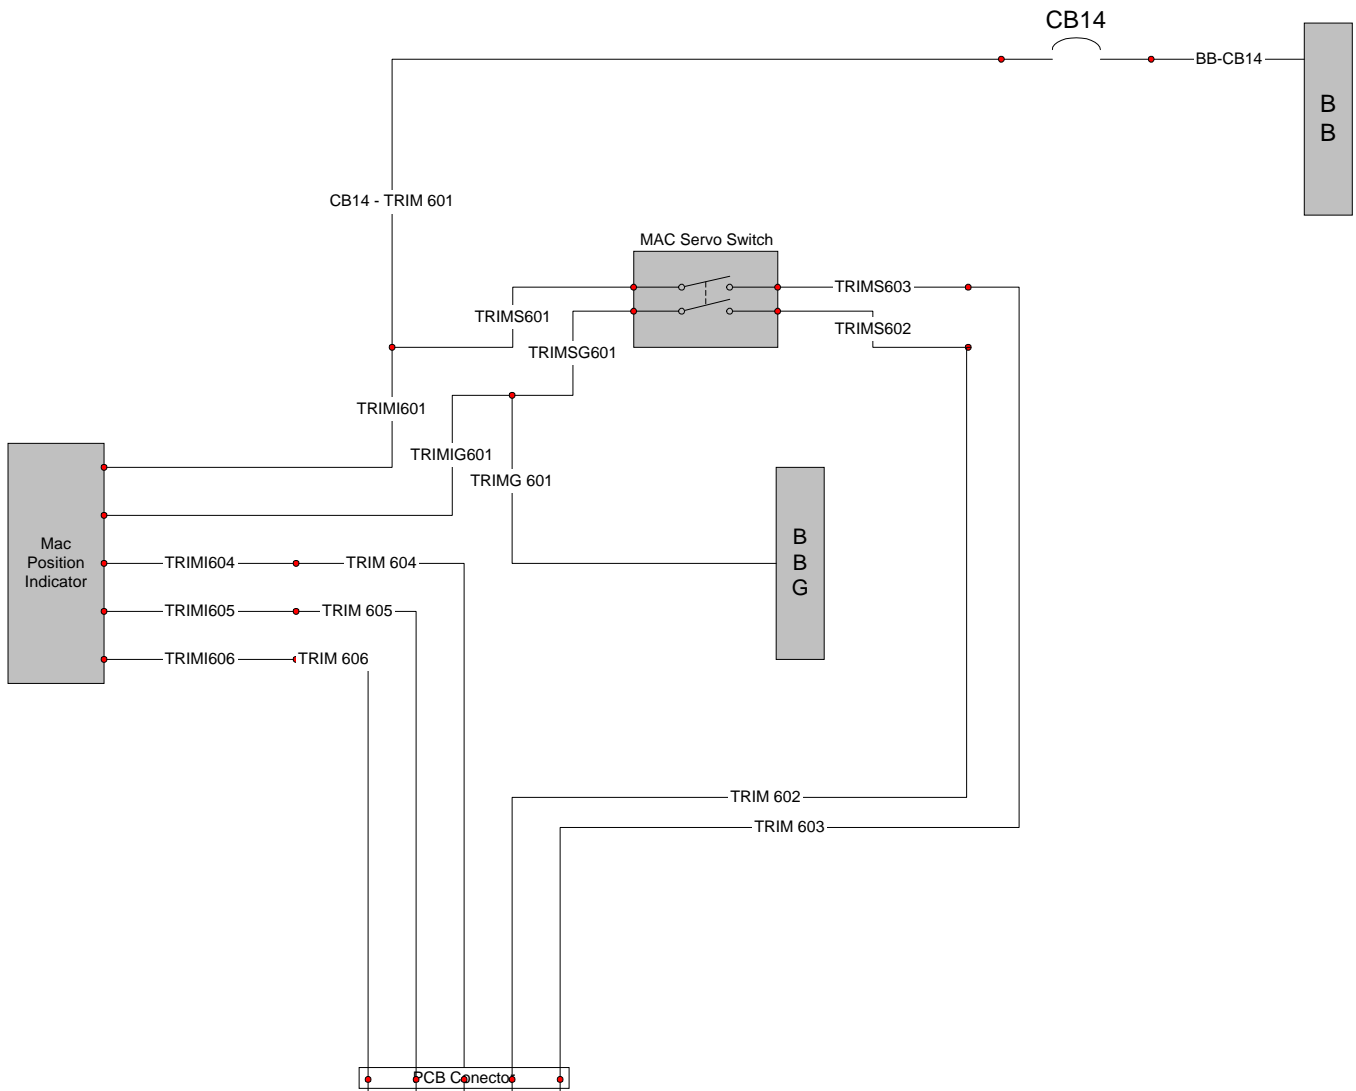 CB14
BB-CB14
B
B
CB14 - TRIM 601
MAC Servo Switch
TRIMS603
TRIMS601
TRIMS602
TRIMSG601
TRIMI601
TRIMIG601
TRIMG 601
Mac
Position
Indicator
B
B
G
TRIMI604
TRIM 604
TRIMI605
TRIM 605
TRIMI606
TRIM 606
TRIM 602
TRIM 603
PCB Conector